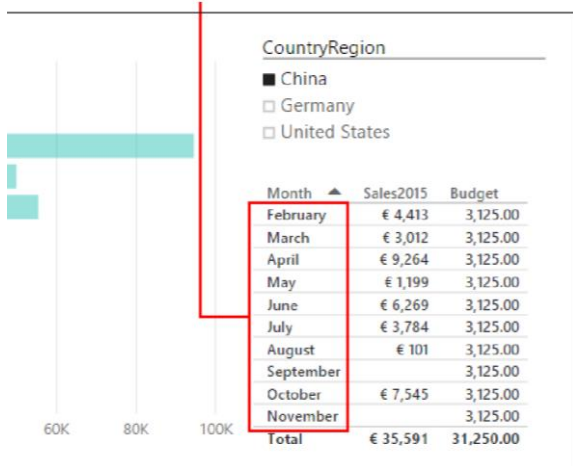 CountryRegion
China
Germany
United States
Month Sales2015 Budget
February € 4,413 3,125.00
March € 3,012 3,125.00
April € 9,264 3,125.00
May € 1,199 3,125.00
June € 6,269 3,125.00
July € 3,784 3,125.00
August € 101 3,125.00
September 3,125.00
October € 7,545 3,125.00
November 3,125.00
Total € 35,591 31,250.00
60K 80K 100K